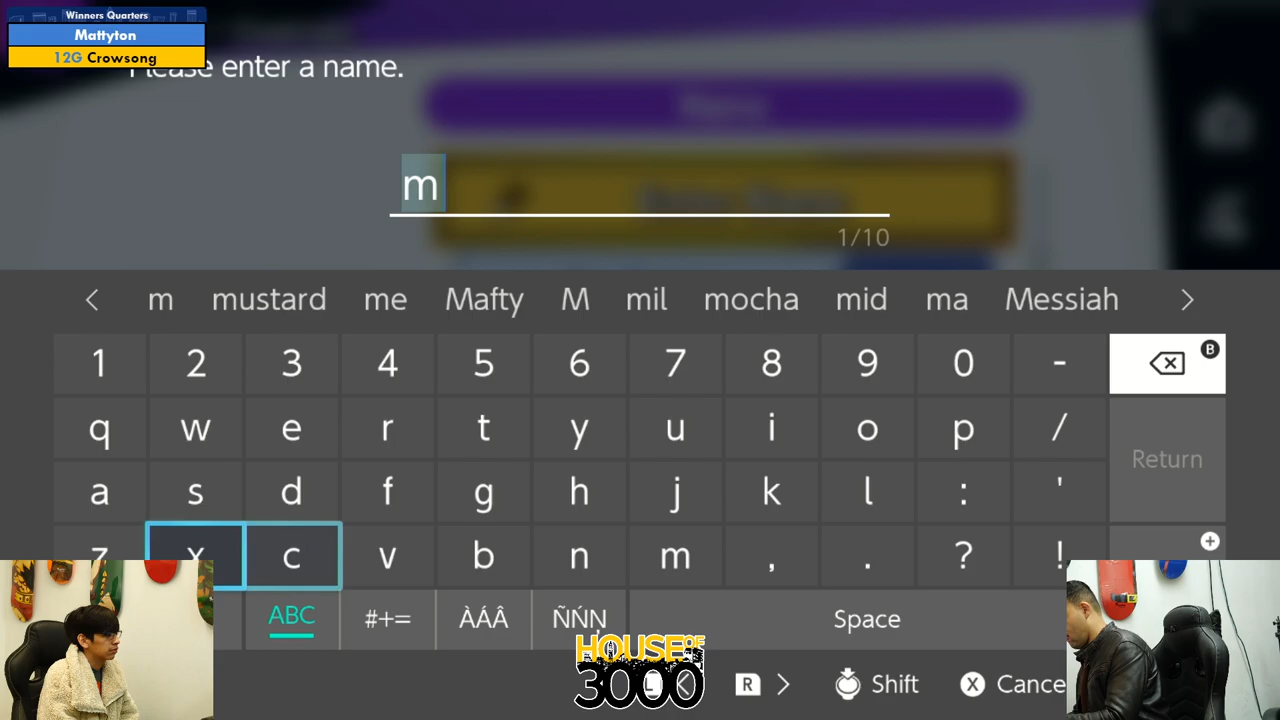 Winners Quarters
Mattyton
12G Crowsong
Please enter a name.
m
1/10
m mustard me Mafty M mil mocha mid ma Messiah
1 2 3 4 5 6 7 8 9 0 -
B
q w e r t y u i o p /
Return
a s d f g h j k l : '
z x c v b n m , . ? !
ABC #+= ÀÁÂ ÑŃŅ Space
HOUSE OF
3000
L R Shift X Cance